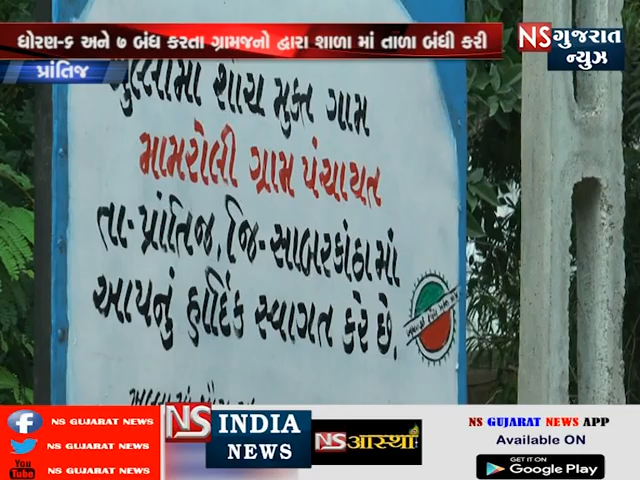 ધોરણ-૬ અને ૭ બંધ કરતા ગ્રામજનો દ્વારા શાળા માં તાળા બંધી કરી
NS ગુજરાત ન્યુઝ
પ્રાંતિજ
ખુલ્લામાં શૌચ મુક્ત ગામ
મામરોલી ગ્રામ પંચાયત
તા-પ્રાંતિજ, જિ-સાબરકાંઠામાં
આપનું હાર્દિક સ્વાગત કરે છે.
NS GUJARAT NEWS
NS GUJARAT NEWS
You Tube NS GUJARAT NEWS
NS INDIA NEWS
NS આસ્થા
NS GUJARAT NEWS APP
Available ON
GET IT ON
Google Play